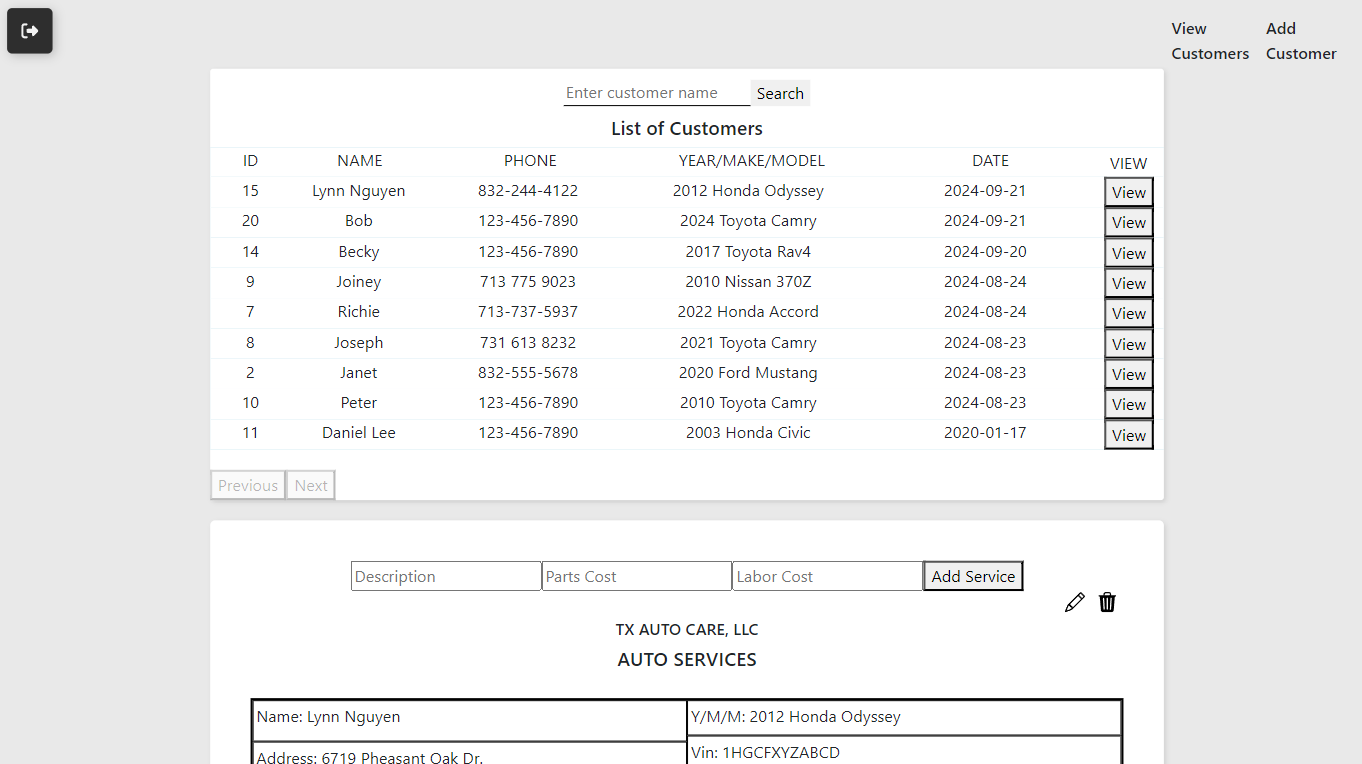 View Customers
Add Customer
Enter customer name Search
List of Customers
ID NAME PHONE YEAR/MAKE/MODEL DATE VIEW
15 Lynn Nguyen 832-244-4122 2012 Honda Odyssey 2024-09-21 View
20 Bob 123-456-7890 2024 Toyota Camry 2024-09-21 View
14 Becky 123-456-7890 2017 Toyota Rav4 2024-09-20 View
9 Joiney 713 775 9023 2010 Nissan 370Z 2024-08-24 View
7 Richie 713-737-5937 2022 Honda Accord 2024-08-24 View
8 Joseph 731 613 8232 2021 Toyota Camry 2024-08-23 View
2 Janet 832-555-5678 2020 Ford Mustang 2024-08-23 View
10 Peter 123-456-7890 2010 Toyota Camry 2024-08-23 View
11 Daniel Lee 123-456-7890 2003 Honda Civic 2020-01-17 View
Previous Next
Description Parts Cost Labor Cost Add Service
TX AUTO CARE, LLC
AUTO SERVICES
Name: Lynn Nguyen Y/M/M: 2012 Honda Odyssey
Address: 6719 Pheasant Oak Dr. Vin: 1HGCFXYZABCD